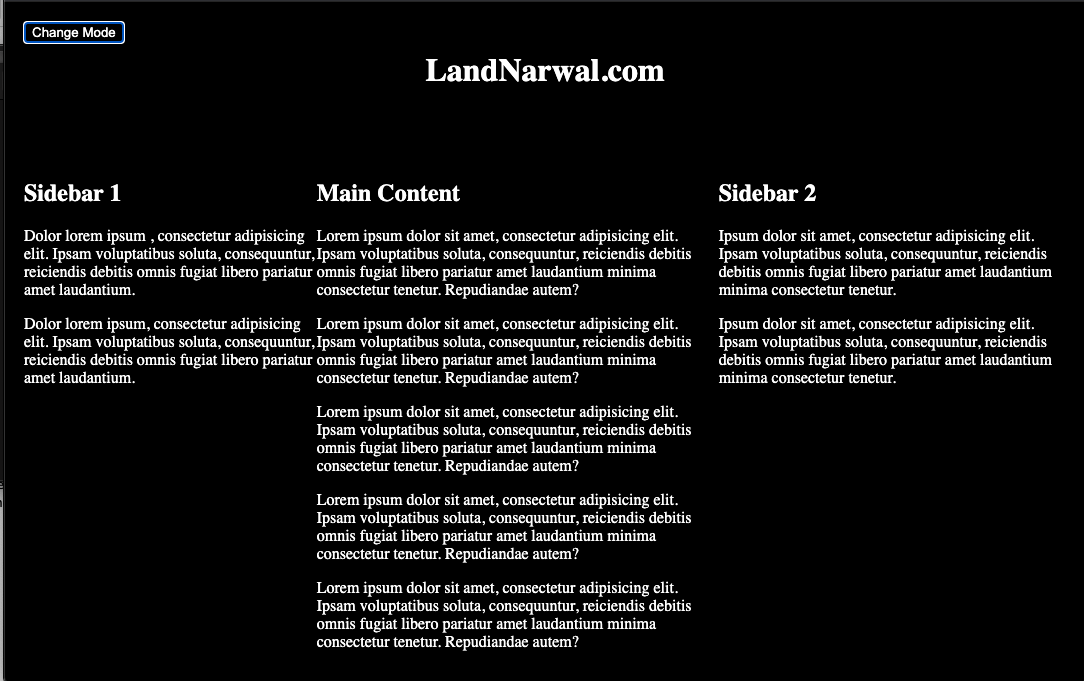 Change Mode
LandNarwal.com
Sidebar 1
Dolor lorem ipsum , consectetur adipisicing
elit. Ipsam voluptatibus soluta, consequuntur,
reiciendis debitis omnis fugiat libero pariatur
amet laudantium.
Dolor lorem ipsum, consectetur adipisicing
elit. Ipsam voluptatibus soluta, consequuntur,
reiciendis debitis omnis fugiat libero pariatur
amet laudantium.
Main Content
Lorem ipsum dolor sit amet, consectetur adipisicing elit.
Ipsam voluptatibus soluta, consequuntur, reiciendis debitis
omnis fugiat libero pariatur amet laudantium minima
consectetur tenetur. Repudiandae autem?
Lorem ipsum dolor sit amet, consectetur adipisicing elit.
Ipsam voluptatibus soluta, consequuntur, reiciendis debitis
omnis fugiat libero pariatur amet laudantium minima
consectetur tenetur. Repudiandae autem?
Lorem ipsum dolor sit amet, consectetur adipisicing elit.
Ipsam voluptatibus soluta, consequuntur, reiciendis debitis
omnis fugiat libero pariatur amet laudantium minima
consectetur tenetur. Repudiandae autem?
Lorem ipsum dolor sit amet, consectetur adipisicing elit.
Ipsam voluptatibus soluta, consequuntur, reiciendis debitis
omnis fugiat libero pariatur amet laudantium minima
consectetur tenetur. Repudiandae autem?
Lorem ipsum dolor sit amet, consectetur adipisicing elit.
Ipsam voluptatibus soluta, consequuntur, reiciendis debitis
omnis fugiat libero pariatur amet laudantium minima
consectetur tenetur. Repudiandae autem?
Sidebar 2
Ipsum dolor sit amet, consectetur adipisicing elit.
Ipsam voluptatibus soluta, consequuntur, reiciendis
debitis omnis fugiat libero pariatur amet laudantium
minima consectetur tenetur.
Ipsum dolor sit amet, consectetur adipisicing elit.
Ipsam voluptatibus soluta, consequuntur, reiciendis
debitis omnis fugiat libero pariatur amet laudantium
minima consectetur tenetur.